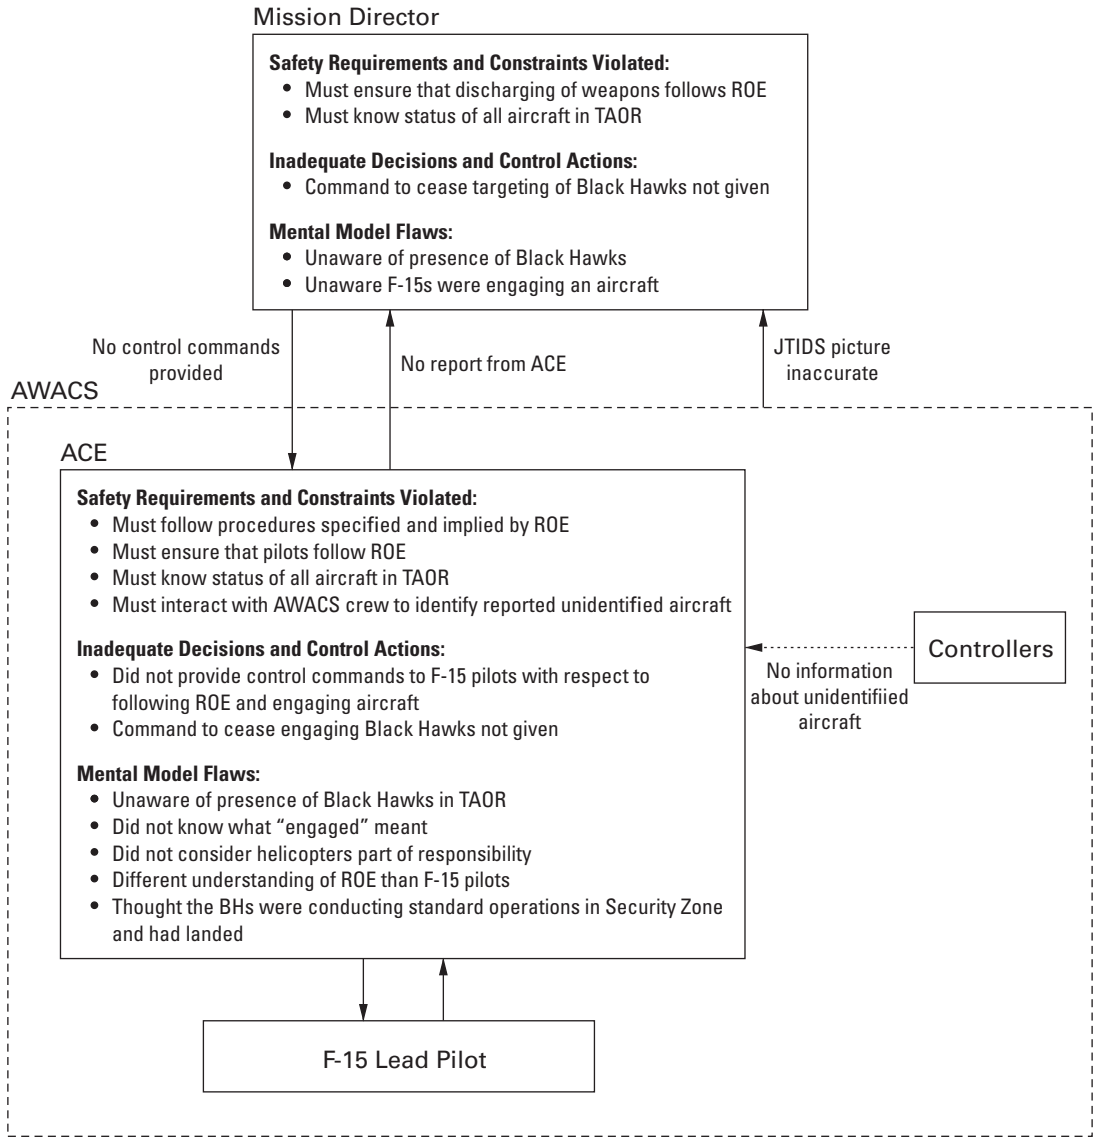 Mission Director
Safety Requirements and Constraints Violated:
• Must ensure that discharging of weapons follows ROE
• Must know status of all aircraft in TAOR
Inadequate Decisions and Control Actions:
• Command to cease targeting of Black Hawks not given
Mental Model Flaws:
• Unaware of presence of Black Hawks
• Unaware F-15s were engaging an aircraft
No control commands
provided
No report from ACE
JTIDS picture
inaccurate
AWACS
ACE
Safety Requirements and Constraints Violated:
• Must follow procedures specified and implied by ROE
• Must ensure that pilots follow ROE
• Must know status of all aircraft in TAOR
• Must interact with AWACS crew to identify reported unidentified aircraft
Inadequate Decisions and Control Actions:
• Did not provide control commands to F-15 pilots with respect to
following ROE and engaging aircraft
• Command to cease engaging Black Hawks not given
Mental Model Flaws:
• Unaware of presence of Black Hawks in TAOR
• Did not know what “engaged” meant
• Did not consider helicopters part of responsibility
• Different understanding of ROE than F-15 pilots
• Thought the BHs were conducting standard operations in Security Zone
and had landed
Controllers
No information
about unidentifiied
aircraft
F-15 Lead Pilot